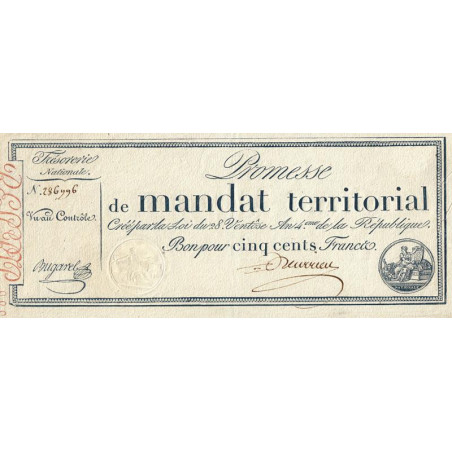 Trésorerie
Nationale.
N.º 286996
Vu au Contrôle,
Promesse
de mandat territorial
Créé par la Loi du 28 Ventôse An 4.ème de la République.
Bon pour cinq cents Francs.